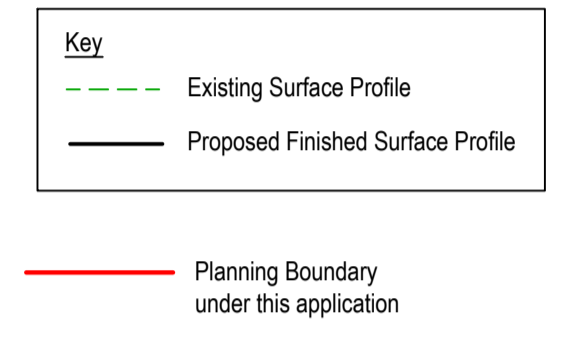 Key
Existing Surface Profile
Proposed Finished Surface Profile
Planning Boundary
under this application